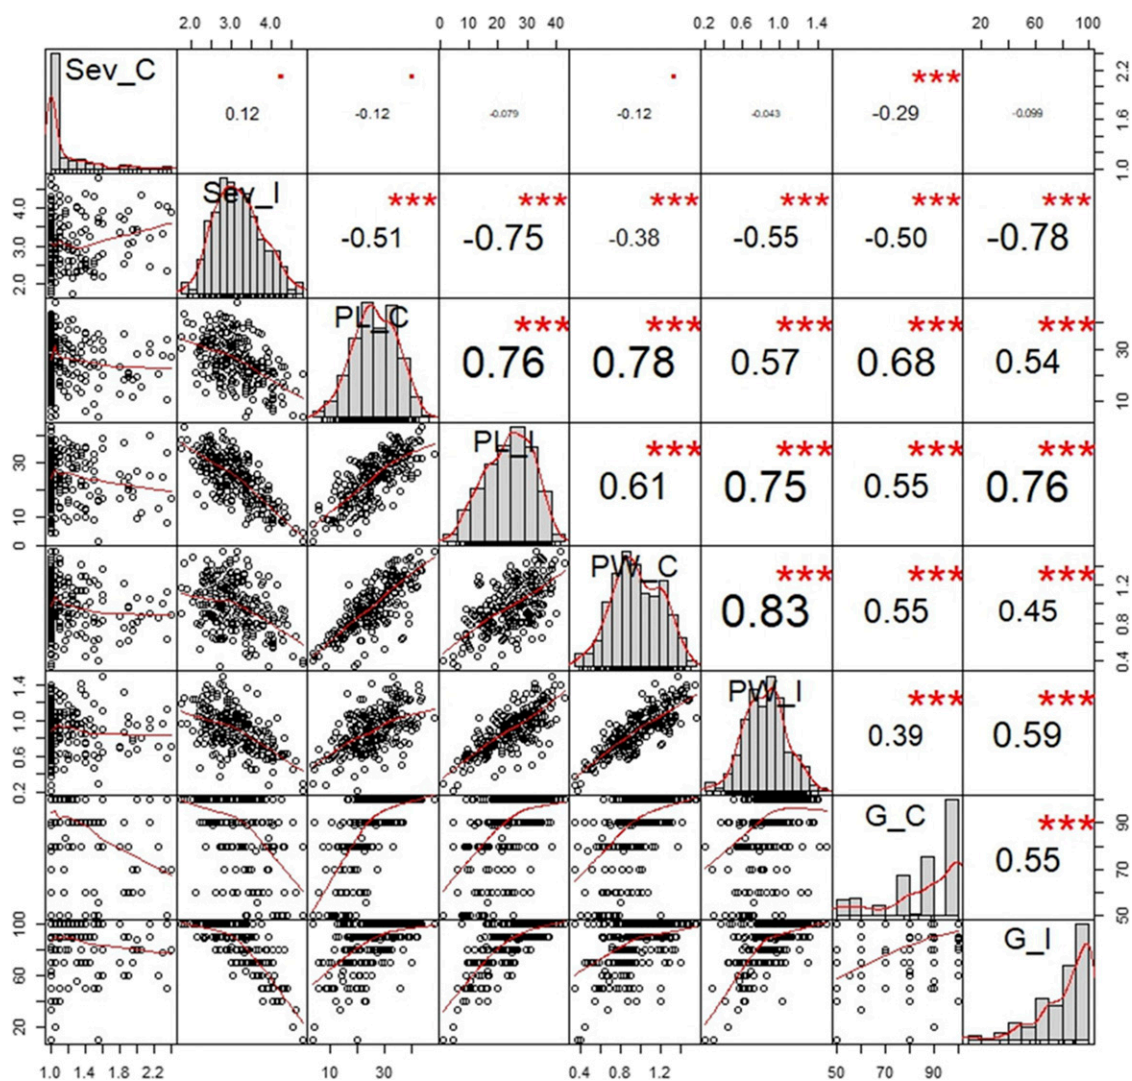 2.0 3.0 4.0 0 10 20 30 40 0.2 0.6 1.0 1.4 20 60 100
Sev_C . . . ***
0.12 -0.12 -0.079 -0.12 -0.043 -0.29 -0.099
1.0 1.6 2.2
Sev_I *** *** *** *** *** ***
-0.51 -0.75 -0.38 -0.55 -0.50 -0.78
2.0 3.0 4.0
PL_C *** *** *** *** ***
0.76 0.78 0.57 0.68 0.54
10 30
PL_I *** *** *** ***
0.61 0.75 0.55 0.76
0 10 30
PW_C *** *** ***
0.83 0.55 0.45
0.4 0.8 1.2
PW_I *** ***
0.39 0.59
0.2 0.6 1.0 1.4
G_C ***
0.55
50 70 90
G_I
20 60 100
1.0 1.4 1.8 2.2 10 30 0.4 0.8 1.2 50 70 90